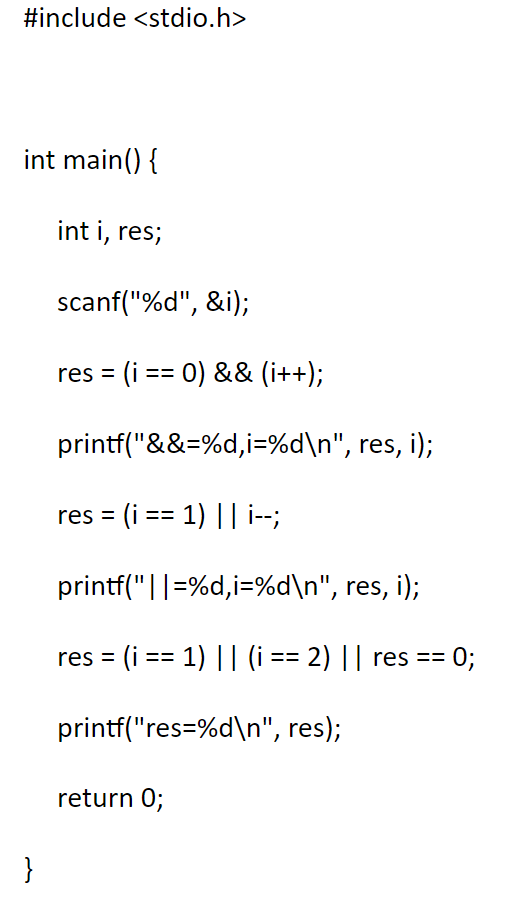 #include <stdio.h>
int main() {
int i, res;
scanf("%d", &i);
res = (i == 0) && (i++);
printf("&&=%d,i=%d\n", res, i);
res = (i == 1) || i--;
printf("||=%d,i=%d\n", res, i);
res = (i == 1) || (i == 2) || res == 0;
printf("res=%d\n", res);
return 0;
}